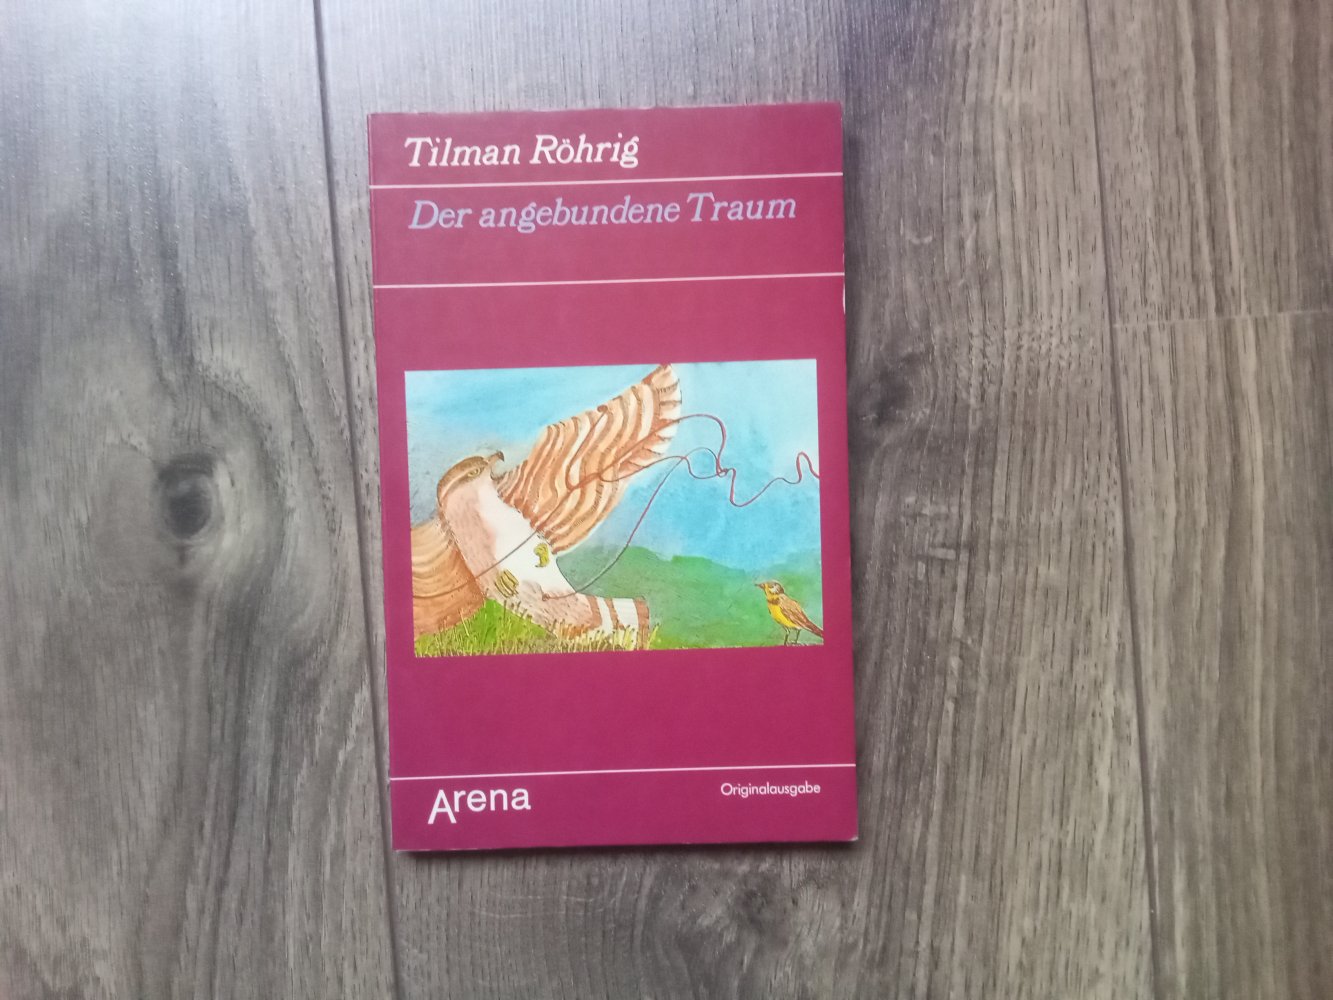 Tilman Röhrig
Der angebundene Traum
Arena
Originalausgabe